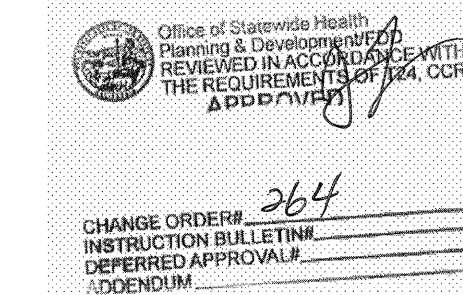 Office of Statewide Health
Planning & Development/FDD
REVIEWED IN ACCORDANCE WITH
THE REQUIREMENTS OF T24, CCR
APPROVED
CHANGE ORDER# 264
INSTRUCTION BULLETIN#
DEFERRED APPROVAL#
ADDENDUM